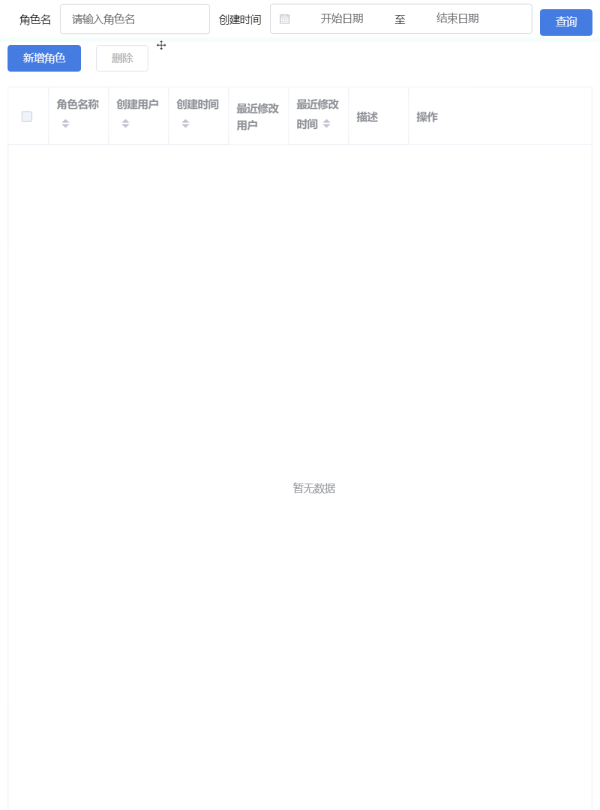 角色名 请输入角色名 创建时间 开始日期 至 结束日期 查询
新增角色 删除
角色名称 创建用户 创建时间 最近修改用户 最近修改时间 描述 操作
暂无数据